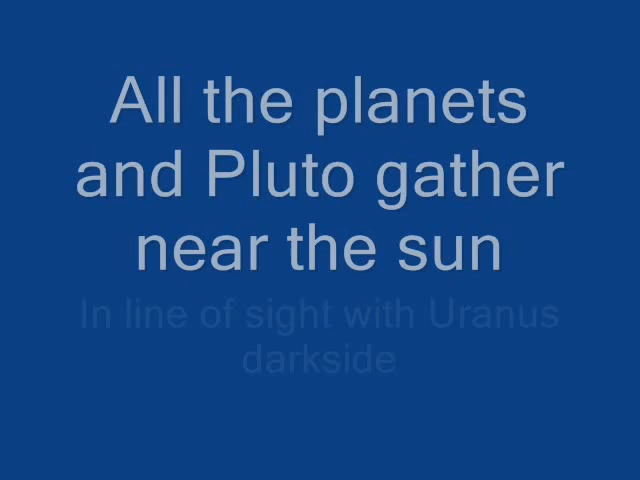 All the planets
and Pluto gather
near the sun
In line of sight with Uranus
darkside